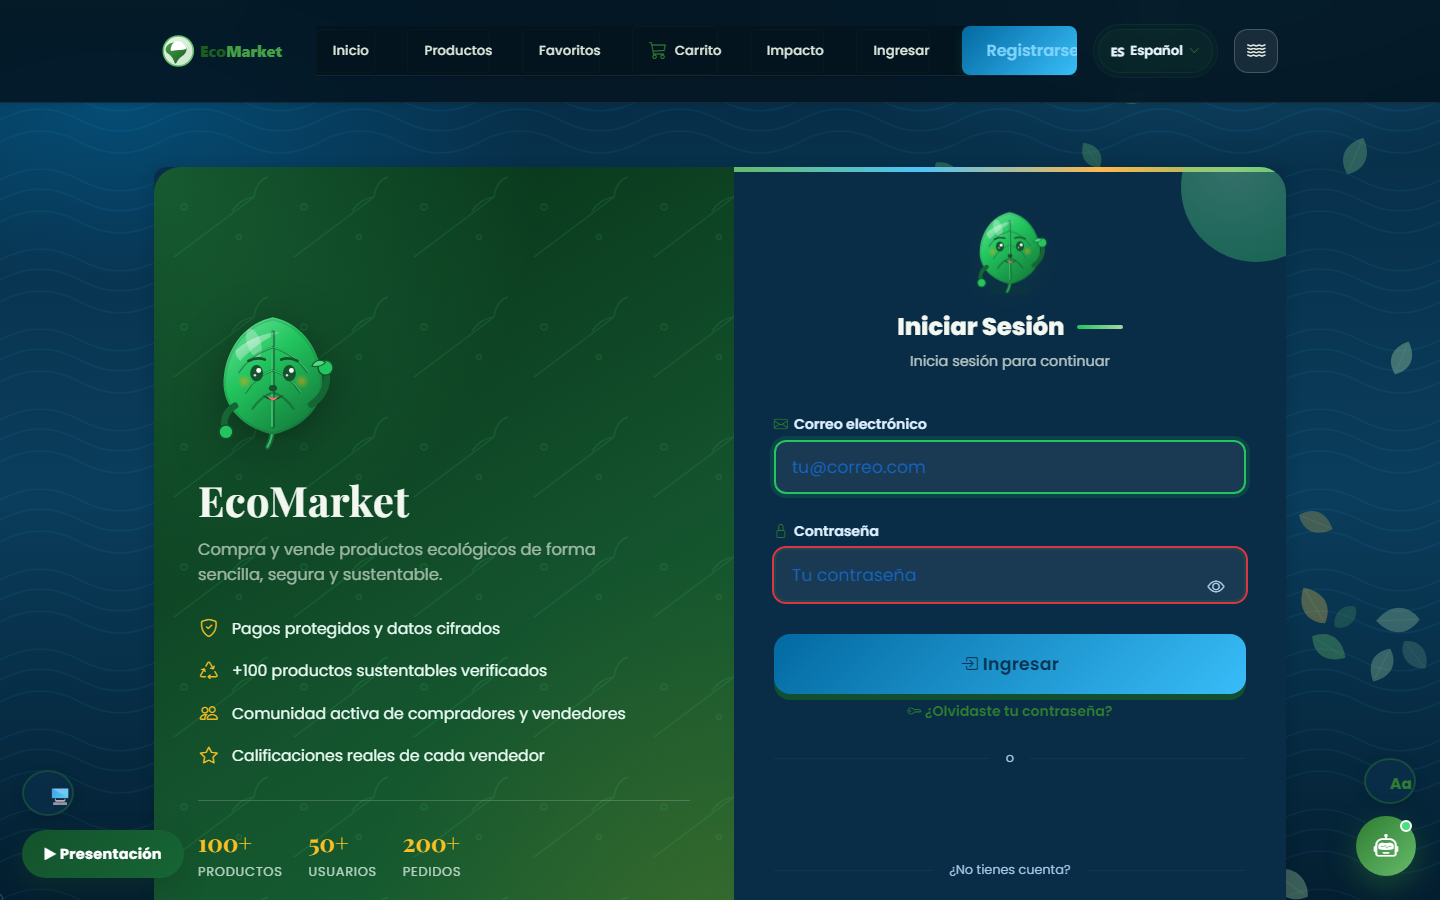 EcoMarket
Inicio
Productos
Favoritos
Carrito
Impacto
Ingresar
Registrarse
ES Español
EcoMarket
Compra y vende productos ecológicos de forma
sencilla, segura y sustentable.
Pagos protegidos y datos cifrados
+100 productos sustentables verificados
Comunidad activa de compradores y vendedores
Calificaciones reales de cada vendedor
100+
PRODUCTOS
50+
USUARIOS
200+
PEDIDOS
Iniciar Sesión
Inicia sesión para continuar
Correo electrónico
tu@correo.com
Contraseña
Tu contraseña
Ingresar
¿Olvidaste tu contraseña?
o
¿No tienes cuenta?
Presentación
Aa